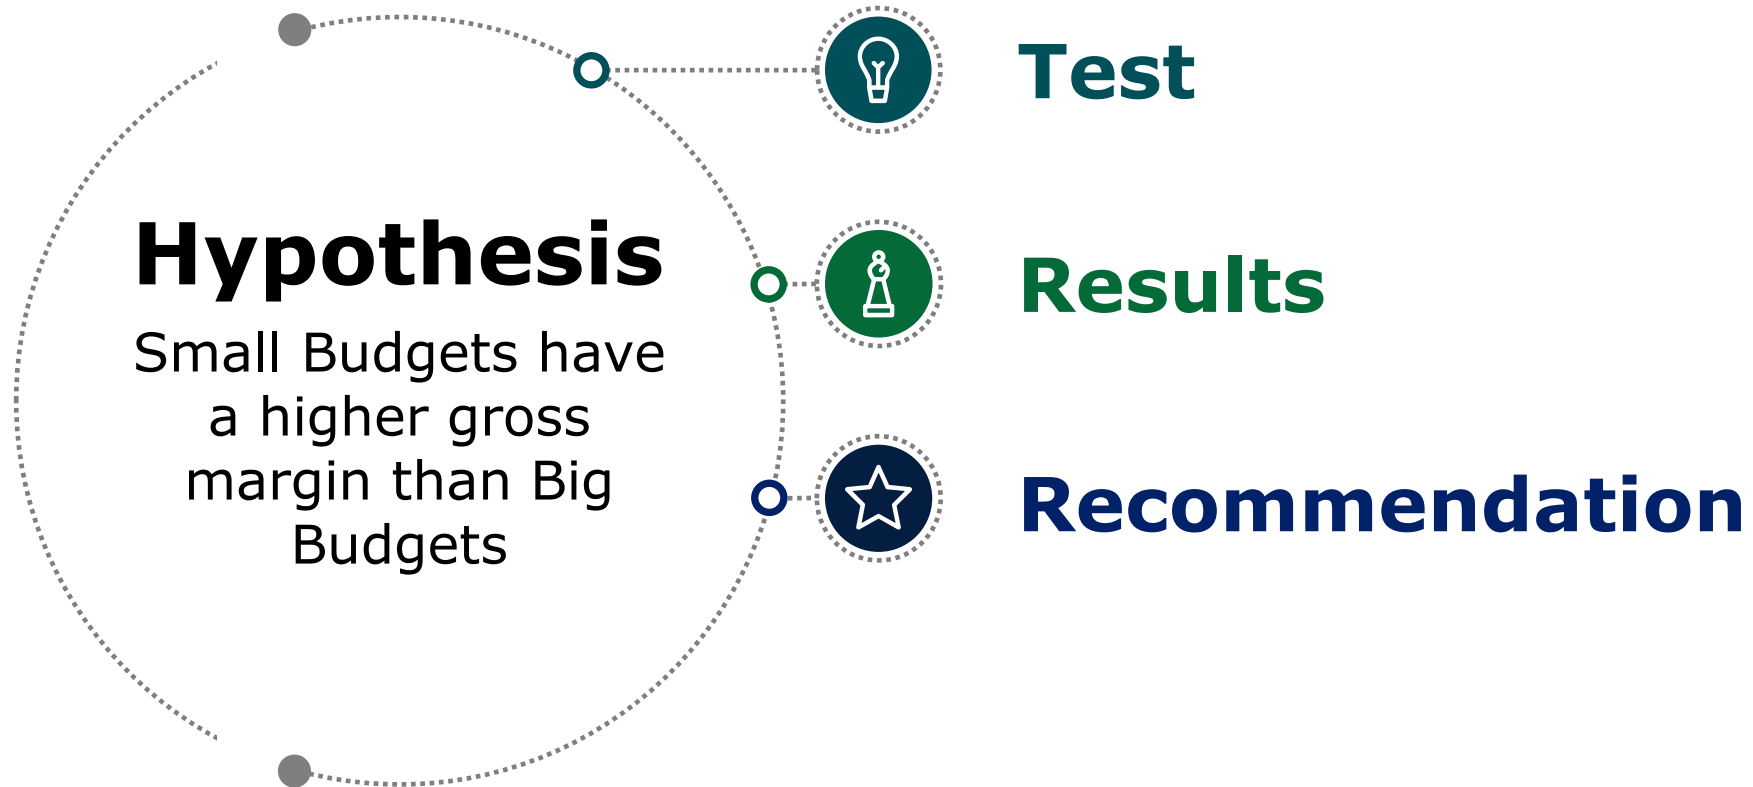 Hypothesis
Small Budgets have
a higher gross
margin than Big
Budgets
Test
Results
Recommendation